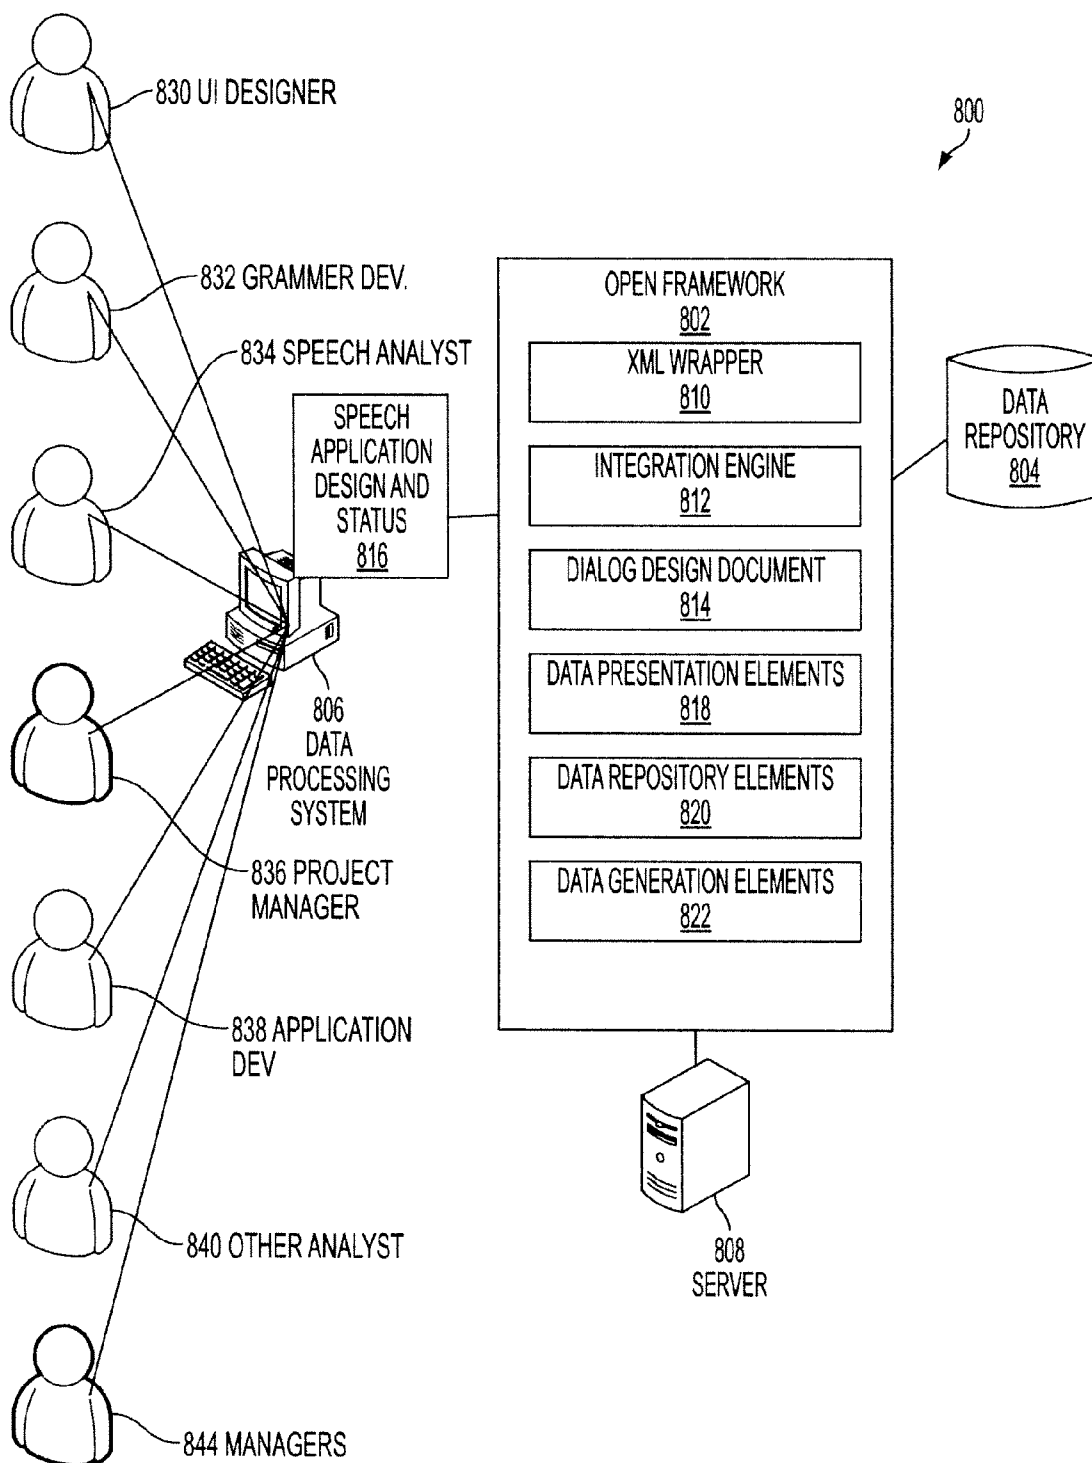 830 UI DESIGNER
800
832 GRAMMER DEV.
834 SPEECH ANALYST
SPEECH
APPLICATION
DESIGN AND
STATUS
816
OPEN FRAMEWORK
802
XML WRAPPER
810
INTEGRATION ENGINE
812
DIALOG DESIGN DOCUMENT
814
DATA PRESENTATION ELEMENTS
818
DATA REPOSITORY ELEMENTS
820
DATA GENERATION ELEMENTS
822
DATA
REPOSITORY
804
806
DATA
PROCESSING
SYSTEM
836 PROJECT
MANAGER
838 APPLICATION
DEV
840 OTHER ANALYST
808
SERVER
844 MANAGERS